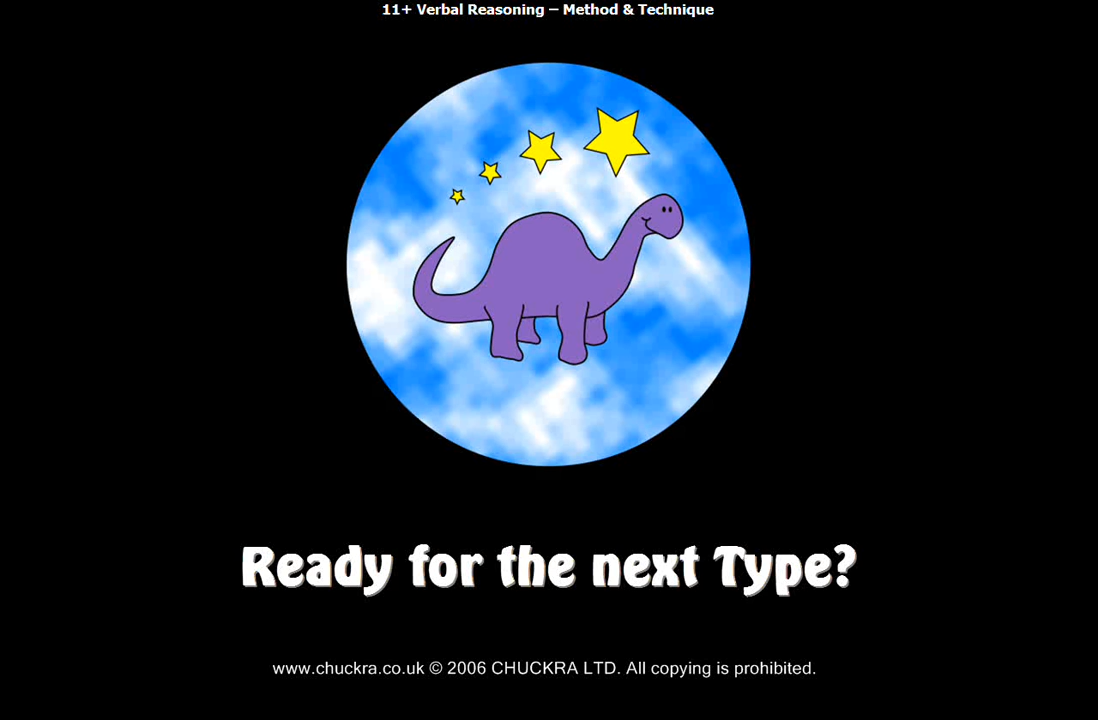 11+ Verbal Reasoning – Method & Technique
Ready for the next Type?
www.chuckra.co.uk © 2006 CHUCKRA LTD. All copying is prohibited.